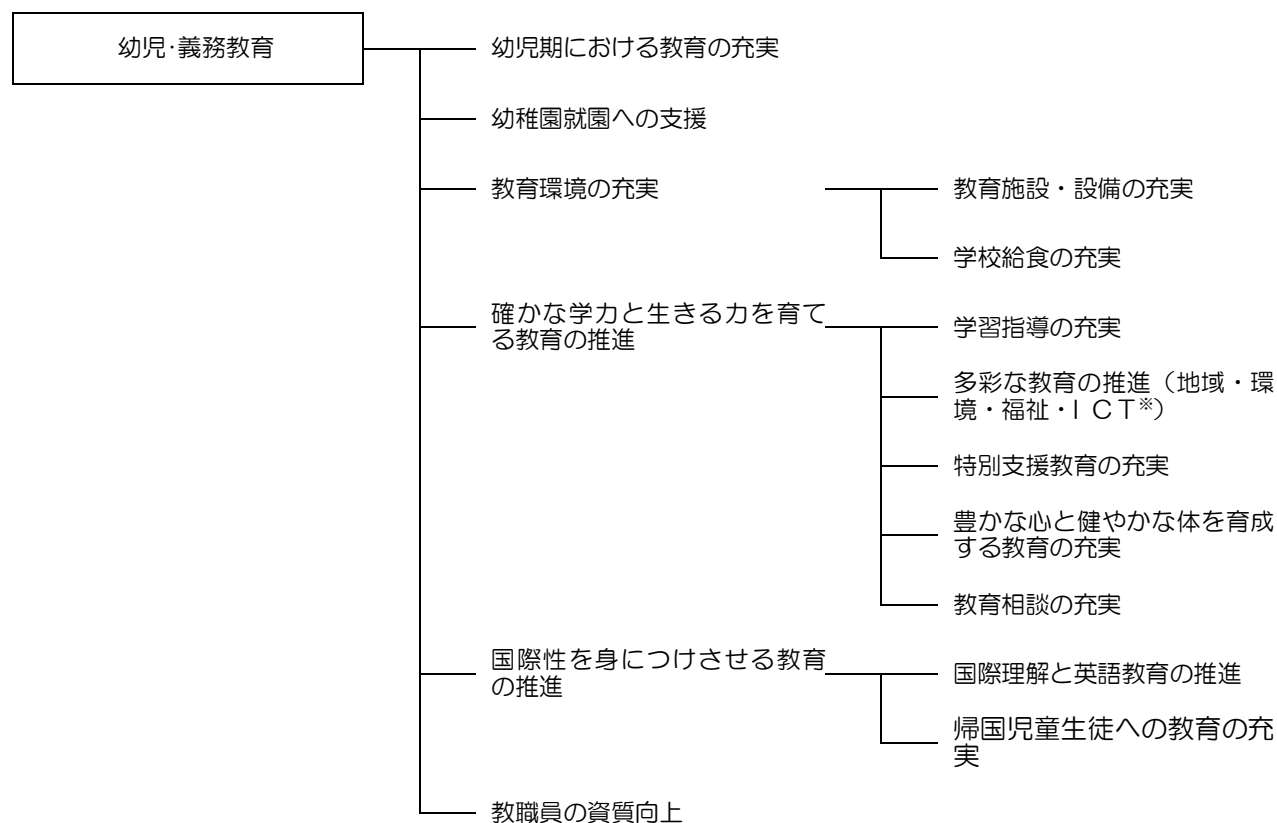 幼児・義務教育
幼児期における教育の充実
幼稚園就園への支援
教育環境の充実
教育施設・設備の充実
学校給食の充実
確かな学力と生きる力を育て
る教育の推進
学習指導の充実
多彩な教育の推進（地域・環
境・福祉・ＩＣＴ※）
特別支援教育の充実
豊かな心と健やかな体を育成
する教育の充実
教育相談の充実
国際性を身につけさせる教育
の推進
国際理解と英語教育の推進
帰国児童生徒への教育の充
実
教職員の資質向上